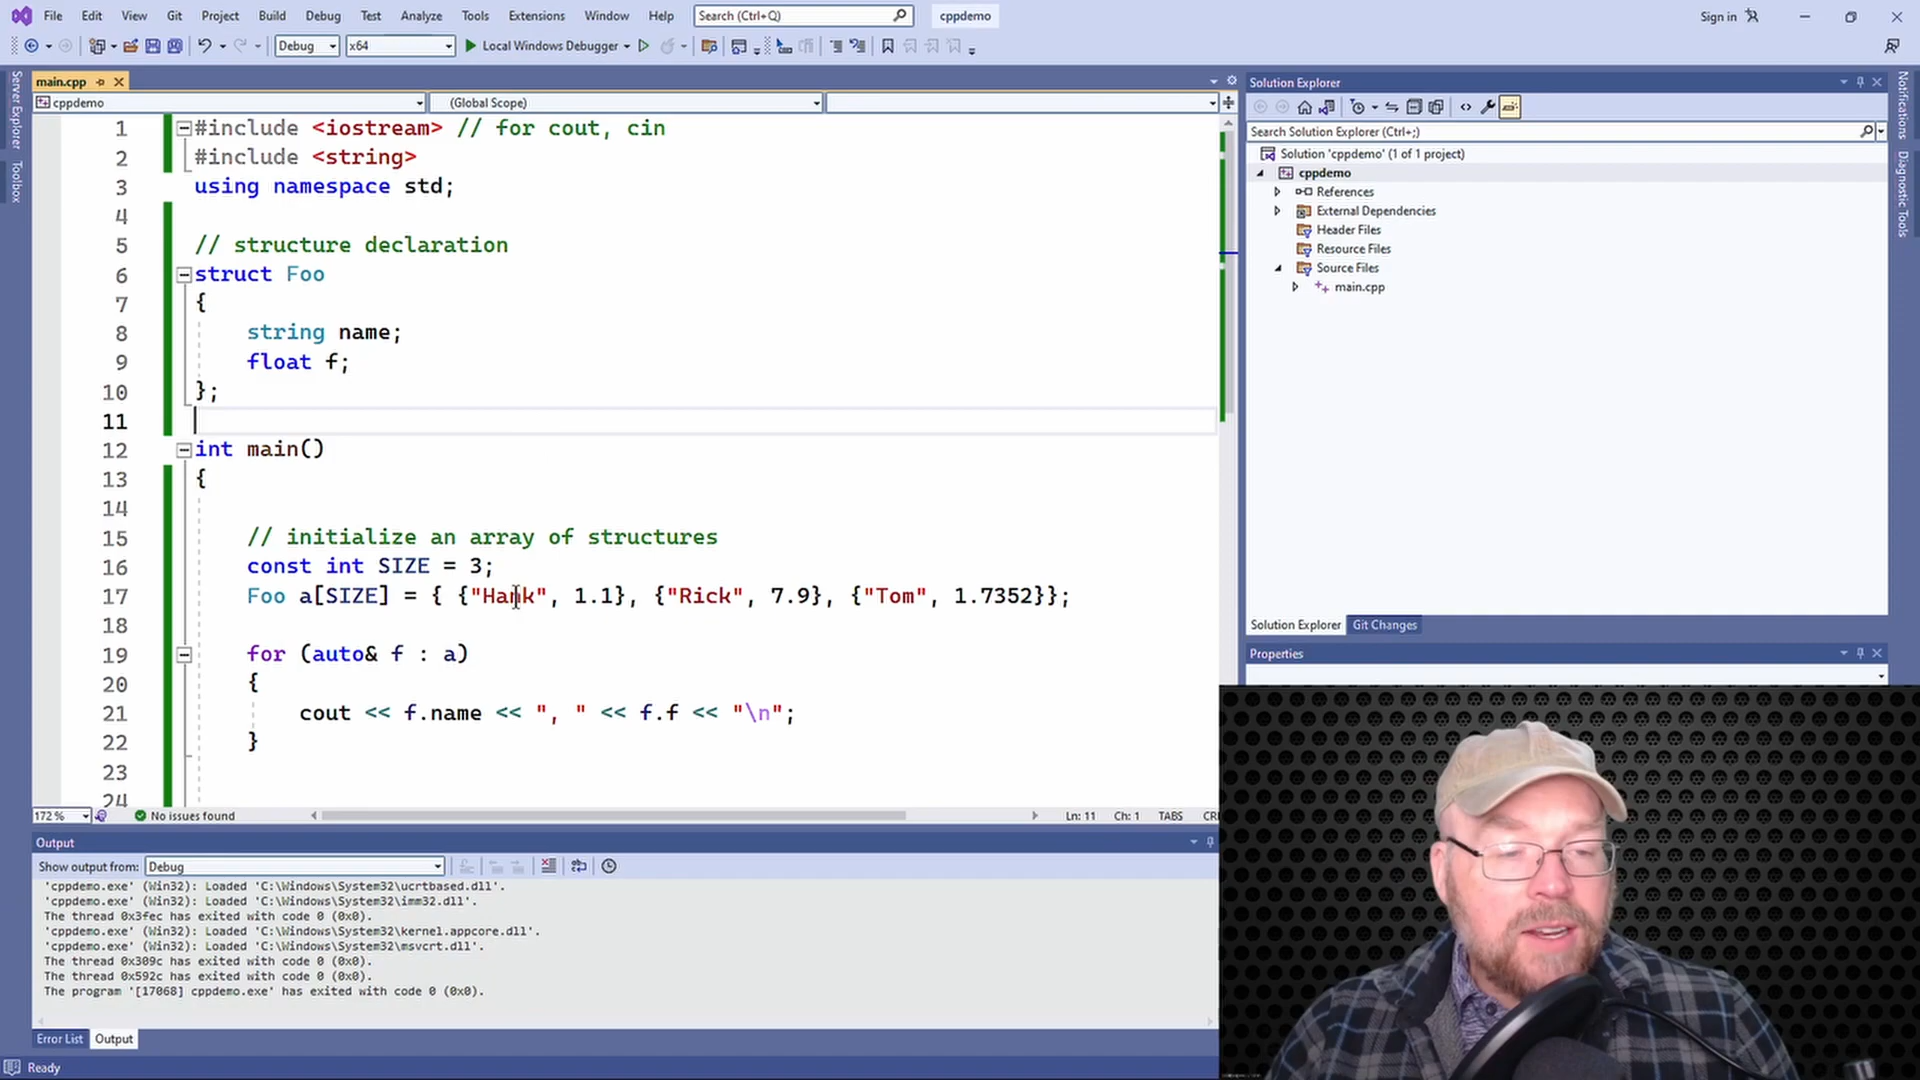 File Edit View Git Project Build Debug Test Analyze Tools Extensions Window Help Search (Ctrl+Q) cppdemo Sign in
Debug x64 Local Windows Debugger
Server Explorer
Toolbox
main.cpp
cppdemo (Global Scope)
1 #include <iostream> // for cout, cin
2 #include <string>
3 using namespace std;
4
5 // structure declaration
6 struct Foo
7 {
8 string name;
9 float f;
10 };
11
12 int main()
13 {
14
15 // initialize an array of structures
16 const int SIZE = 3;
17 Foo a[SIZE] = { {"Hank", 1.1}, {"Rick", 7.9}, {"Tom", 1.7352}};
18
19 for (auto& f : a)
20 {
21 cout << f.name << ", " << f.f << "\n";
22 }
23
24
172 % No issues found Ln: 11 Ch: 1 TABS CR
Output
Show output from: Debug
'cppdemo.exe' (Win32): Loaded 'C:\Windows\System32\ucrtbased.dll'.
'cppdemo.exe' (Win32): Loaded 'C:\Windows\System32\imm32.dll'.
The thread 0x3fec has exited with code 0 (0x0).
'cppdemo.exe' (Win32): Loaded 'C:\Windows\System32\kernel.appcore.dll'.
'cppdemo.exe' (Win32): Loaded 'C:\Windows\System32\msvcrt.dll'.
The thread 0x309c has exited with code 0 (0x0).
The thread 0x592c has exited with code 0 (0x0).
The program '[17068] cppdemo.exe' has exited with code 0 (0x0).
Error List Output
Ready
Solution Explorer
Search Solution Explorer (Ctrl+;)
Solution 'cppdemo' (1 of 1 project)
cppdemo
References
External Dependencies
Header Files
Resource Files
Source Files
main.cpp
Solution Explorer Git Changes
Properties
Notifications
Diagnostic Tools